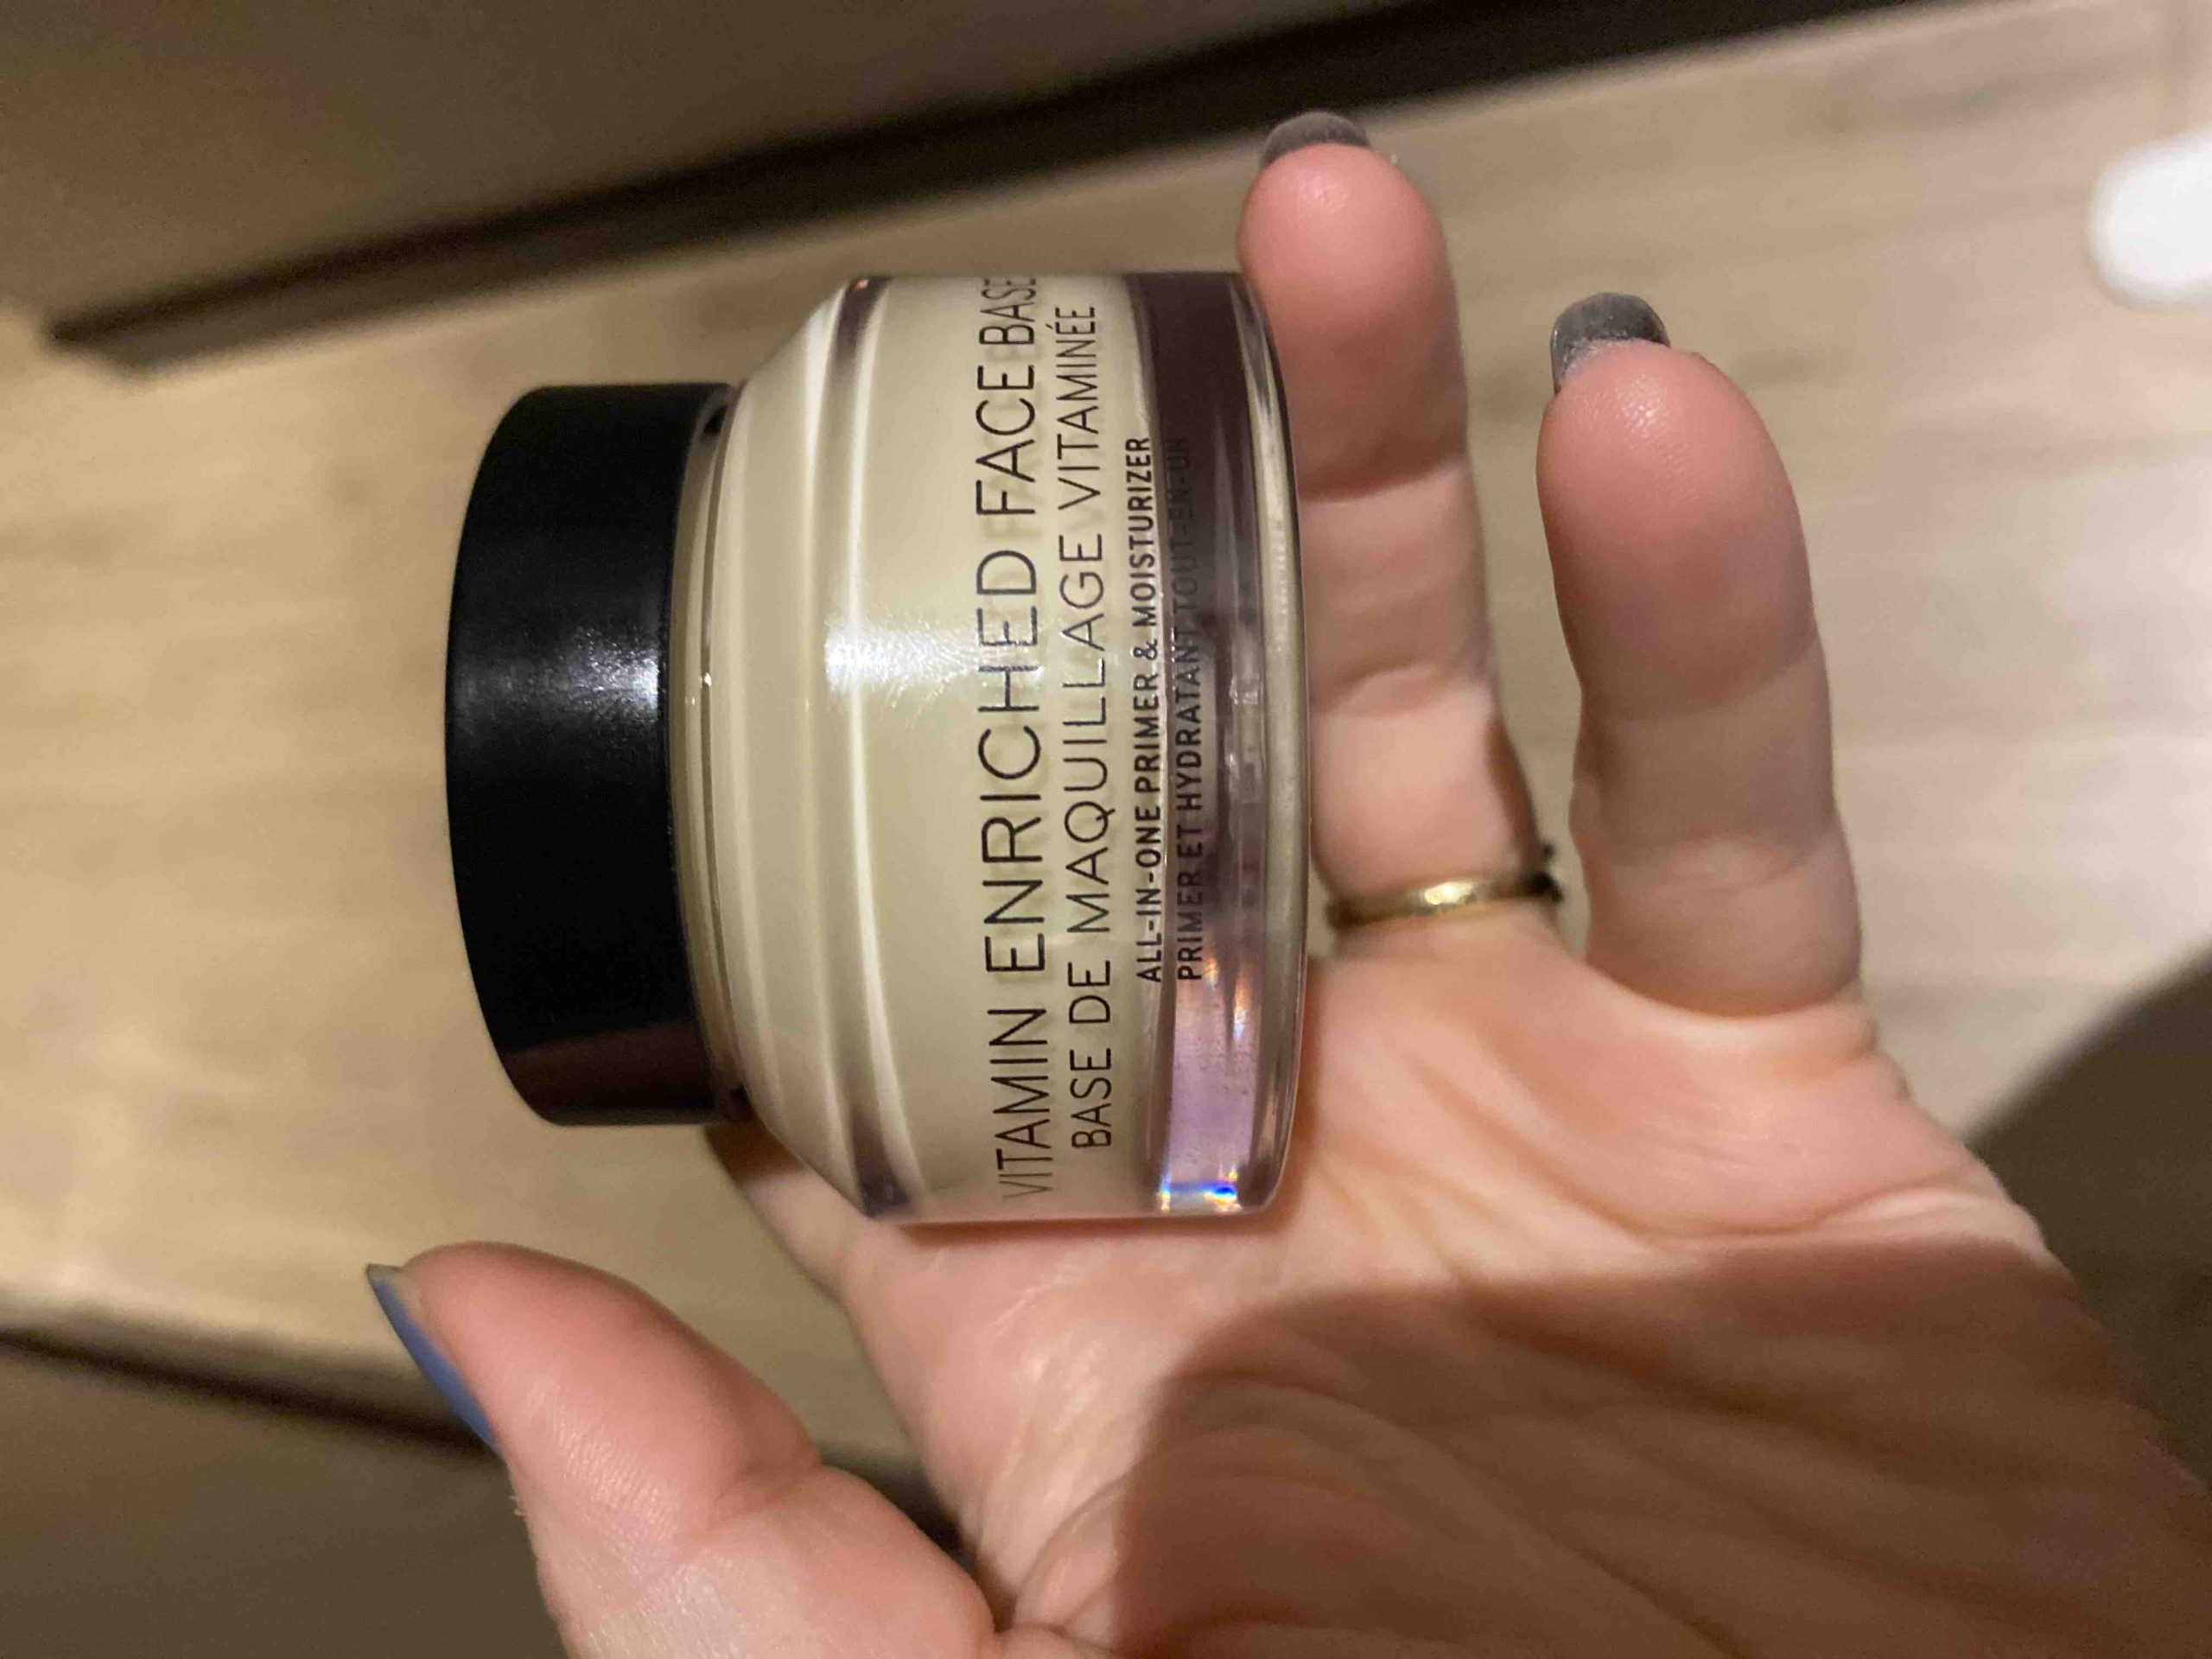 VITAMIN ENRICHED FACE BASE
BASE DE MAQUILLAGE VITAMINÉE
ALL-IN-ONE PRIMER & MOISTURIZER
PRIMER ET HYDRATANT TOUT-EN-UN